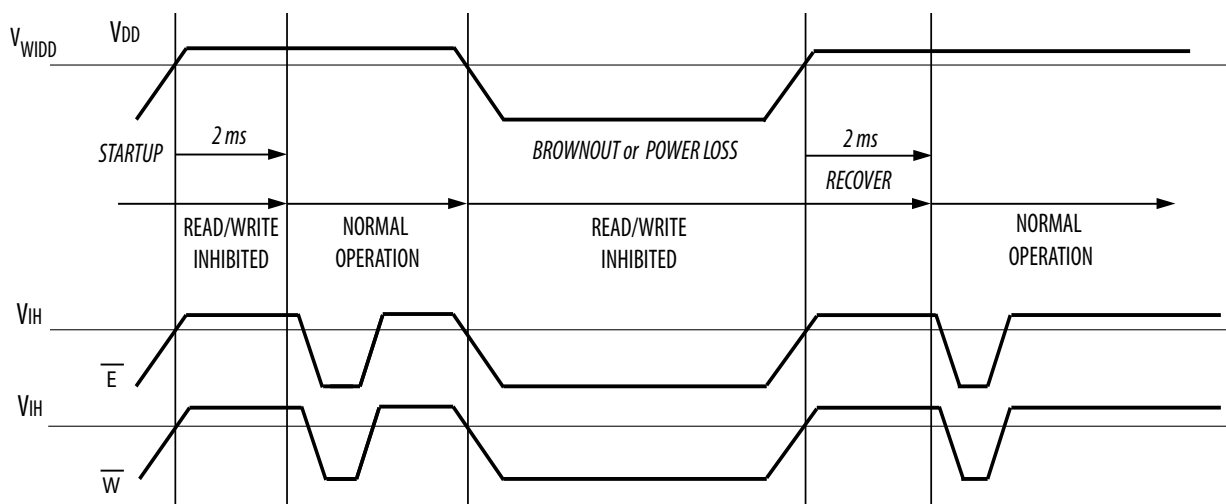 VWIDD VDD
STARTUP 2 ms BROWNOUT or POWER LOSS 2 ms
RECOVER
READ/WRITE INHIBITED
NORMAL OPERATION
READ/WRITE INHIBITED
NORMAL OPERATION
VIH
E
VIH
W